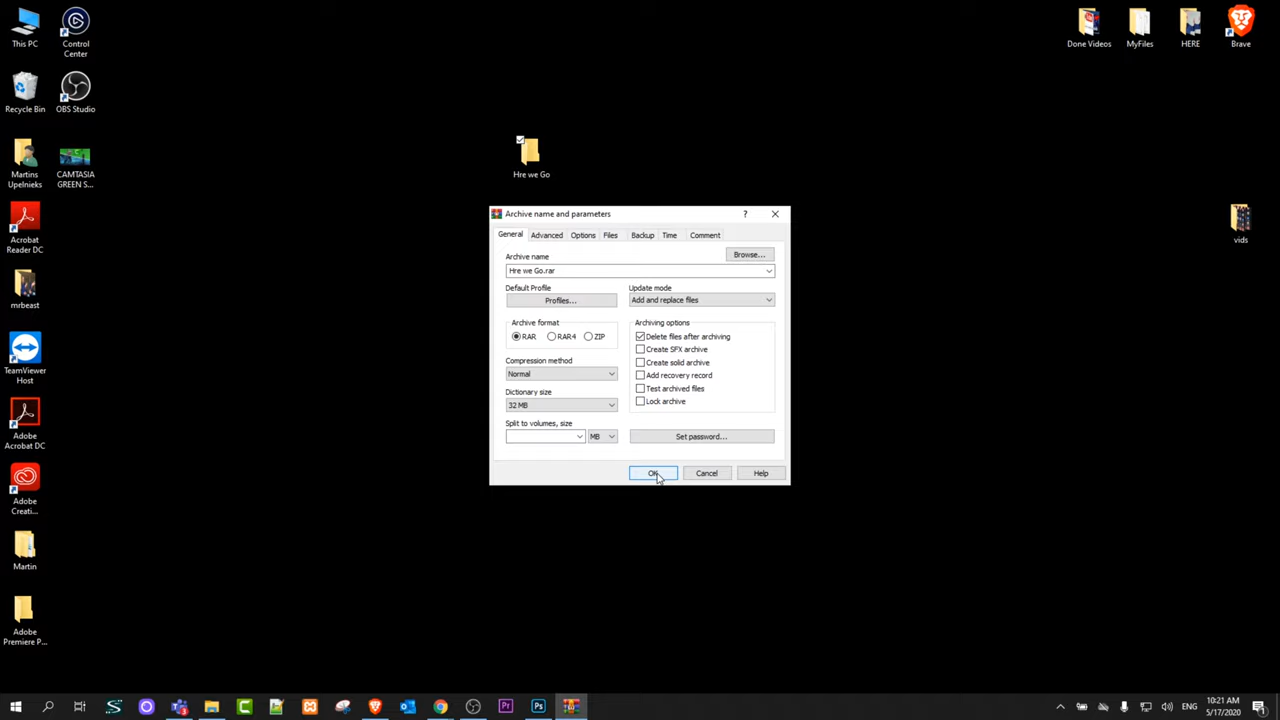 This PC
Control
Center
Done Videos
MyFiles
HERE
Brave
Recycle Bin
OBS Studio
Martins
Upelnieks
CAMTASIA
GREEN S...
Hre we Go
Acrobat
Reader DC
vids
mrbeast
TeamViewer
Host
Adobe
Acrobat DC
Adobe
Creati...
Martin
Adobe
Premiere P...
Archive name and parameters
General Advanced Options Files Backup Time Comment
Archive name
Browse...
Hre we Go.rar
Default Profile
Profiles...
Update mode
Add and replace files
Archive format
RAR RAR4 ZIP
Compression method
Normal
Dictionary size
32 MB
Split to volumes, size
MB
Archiving options
Delete files after archiving
Create SFX archive
Create solid archive
Add recovery record
Test archived files
Lock archive
Set password...
OK Cancel Help
Pr
Ps
ENG
10:21 AM
5/17/2020